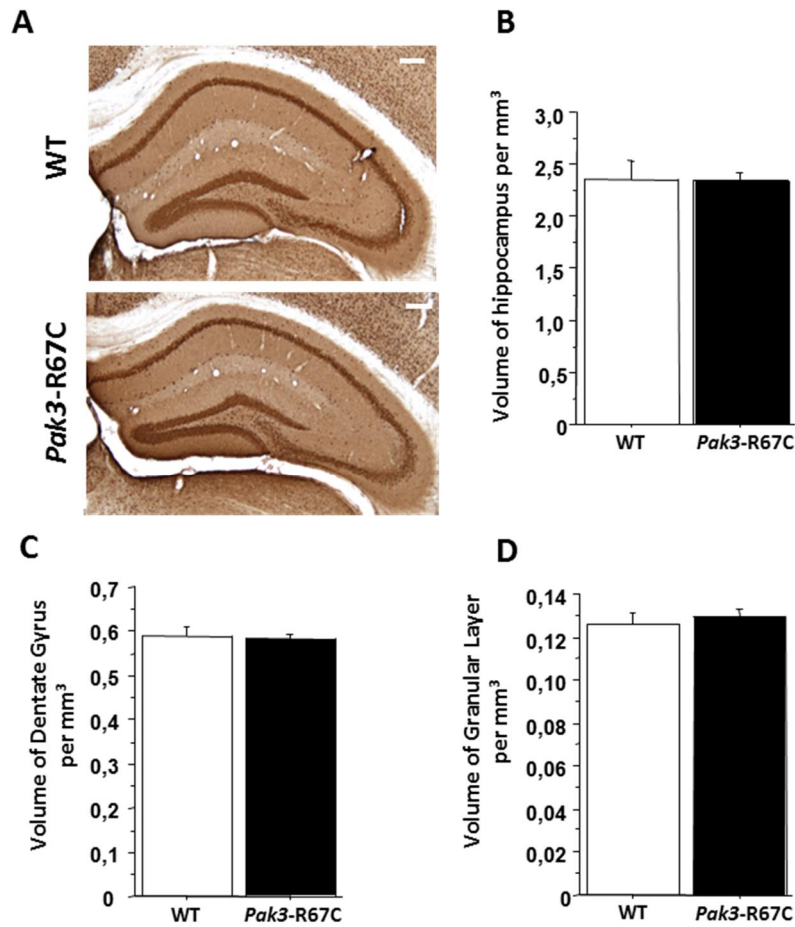 A
WT
Pak3-R67C
B
Volume of hippocampus per mm³
3,0
2,5
2,0
1,5
1,0
0,5
0
WT
Pak3-R67C
C
Volume of Dentate Gyrus
per mm³
0,7
0,6
0,5
0,4
0,3
0,2
0,1
0
WT
Pak3-R67C
D
Volume of Granular Layer
per mm³
0,14
0,12
0,10
0,08
0,06
0,04
0,02
0
WT
Pak3-R67C